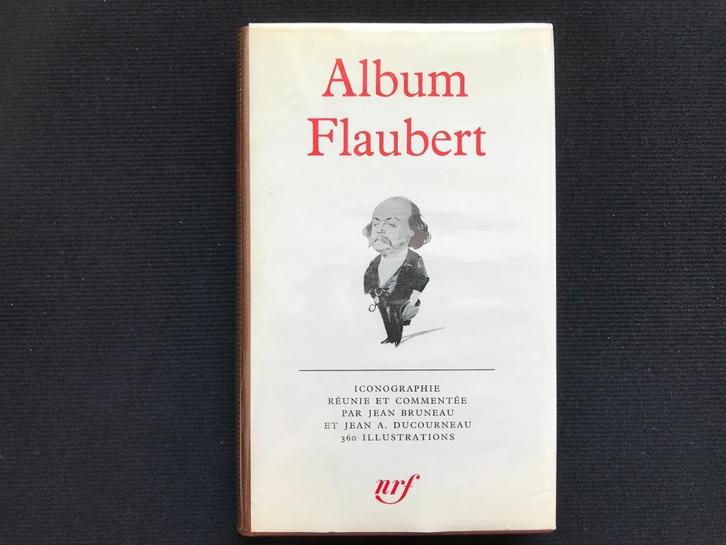 Album
Flaubert
ICONOGRAPHIE
RÉUNIE ET COMMENTÉE
PAR JEAN BRUNEAU
ET JEAN A. DUCOURNEAU
360 ILLUSTRATIONS
nrf